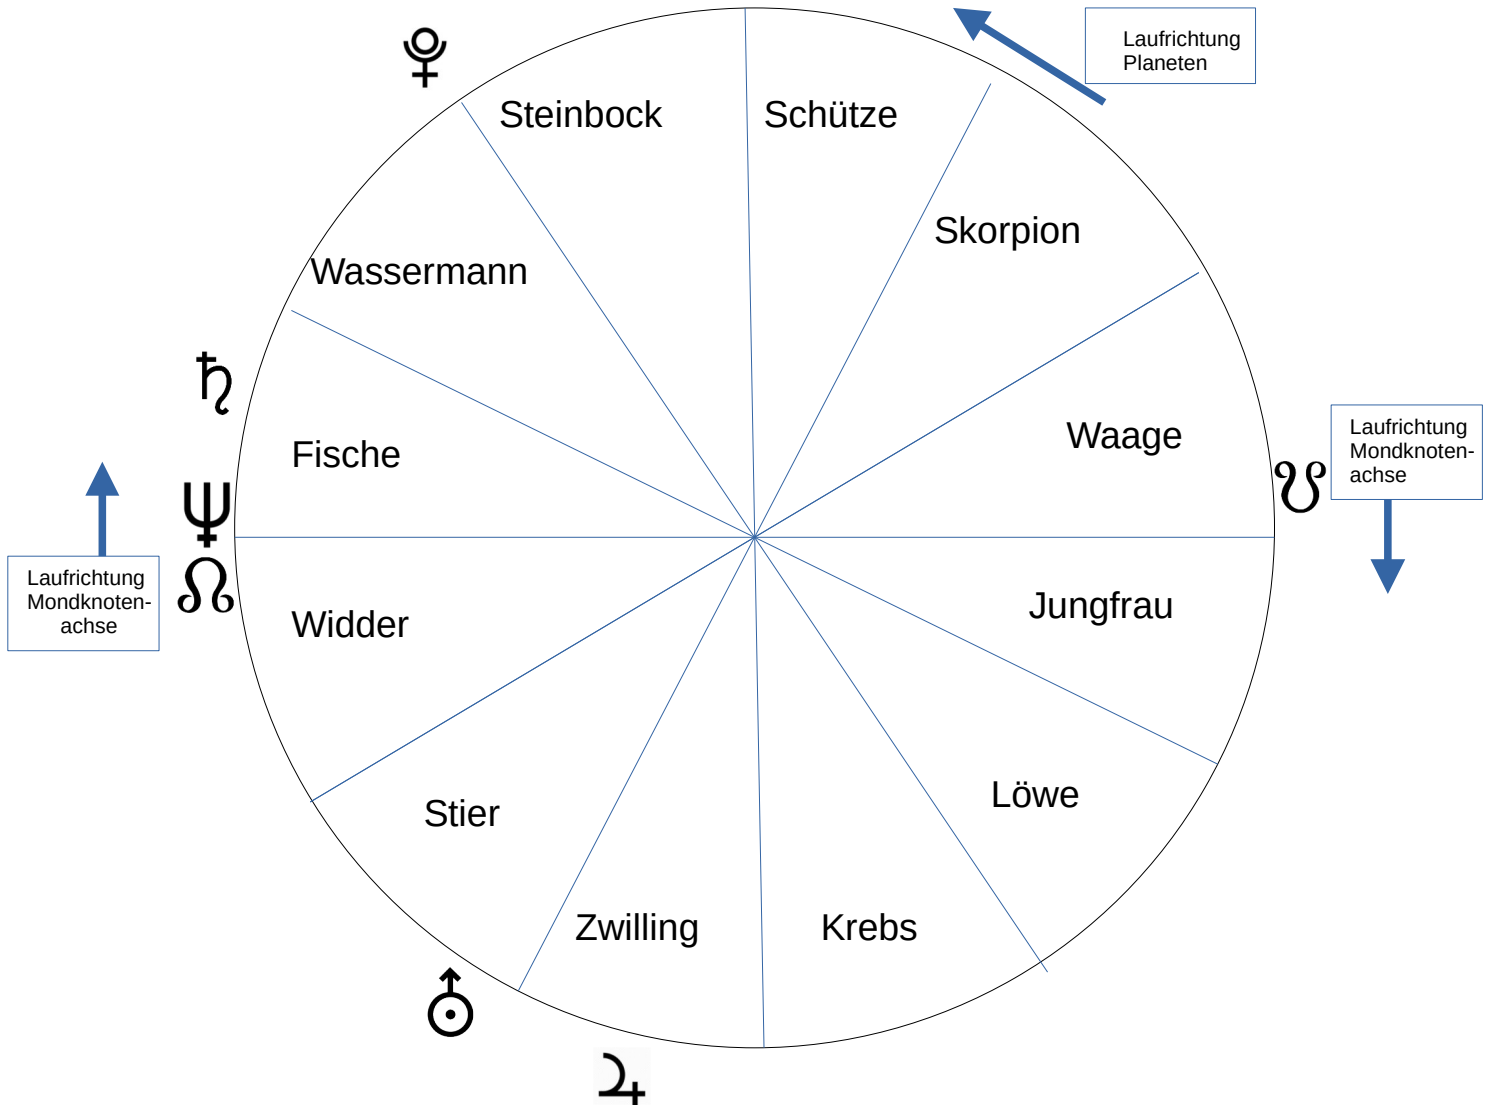 Laufrichtung
Planeten
Steinbock
Schütze
Skorpion
Wassermann
Fische
Waage
Laufrichtung
Mondknoten-
achse
Laufrichtung
Mondknoten-
achse
Widder
Jungfrau
Stier
Löwe
Zwilling
Krebs